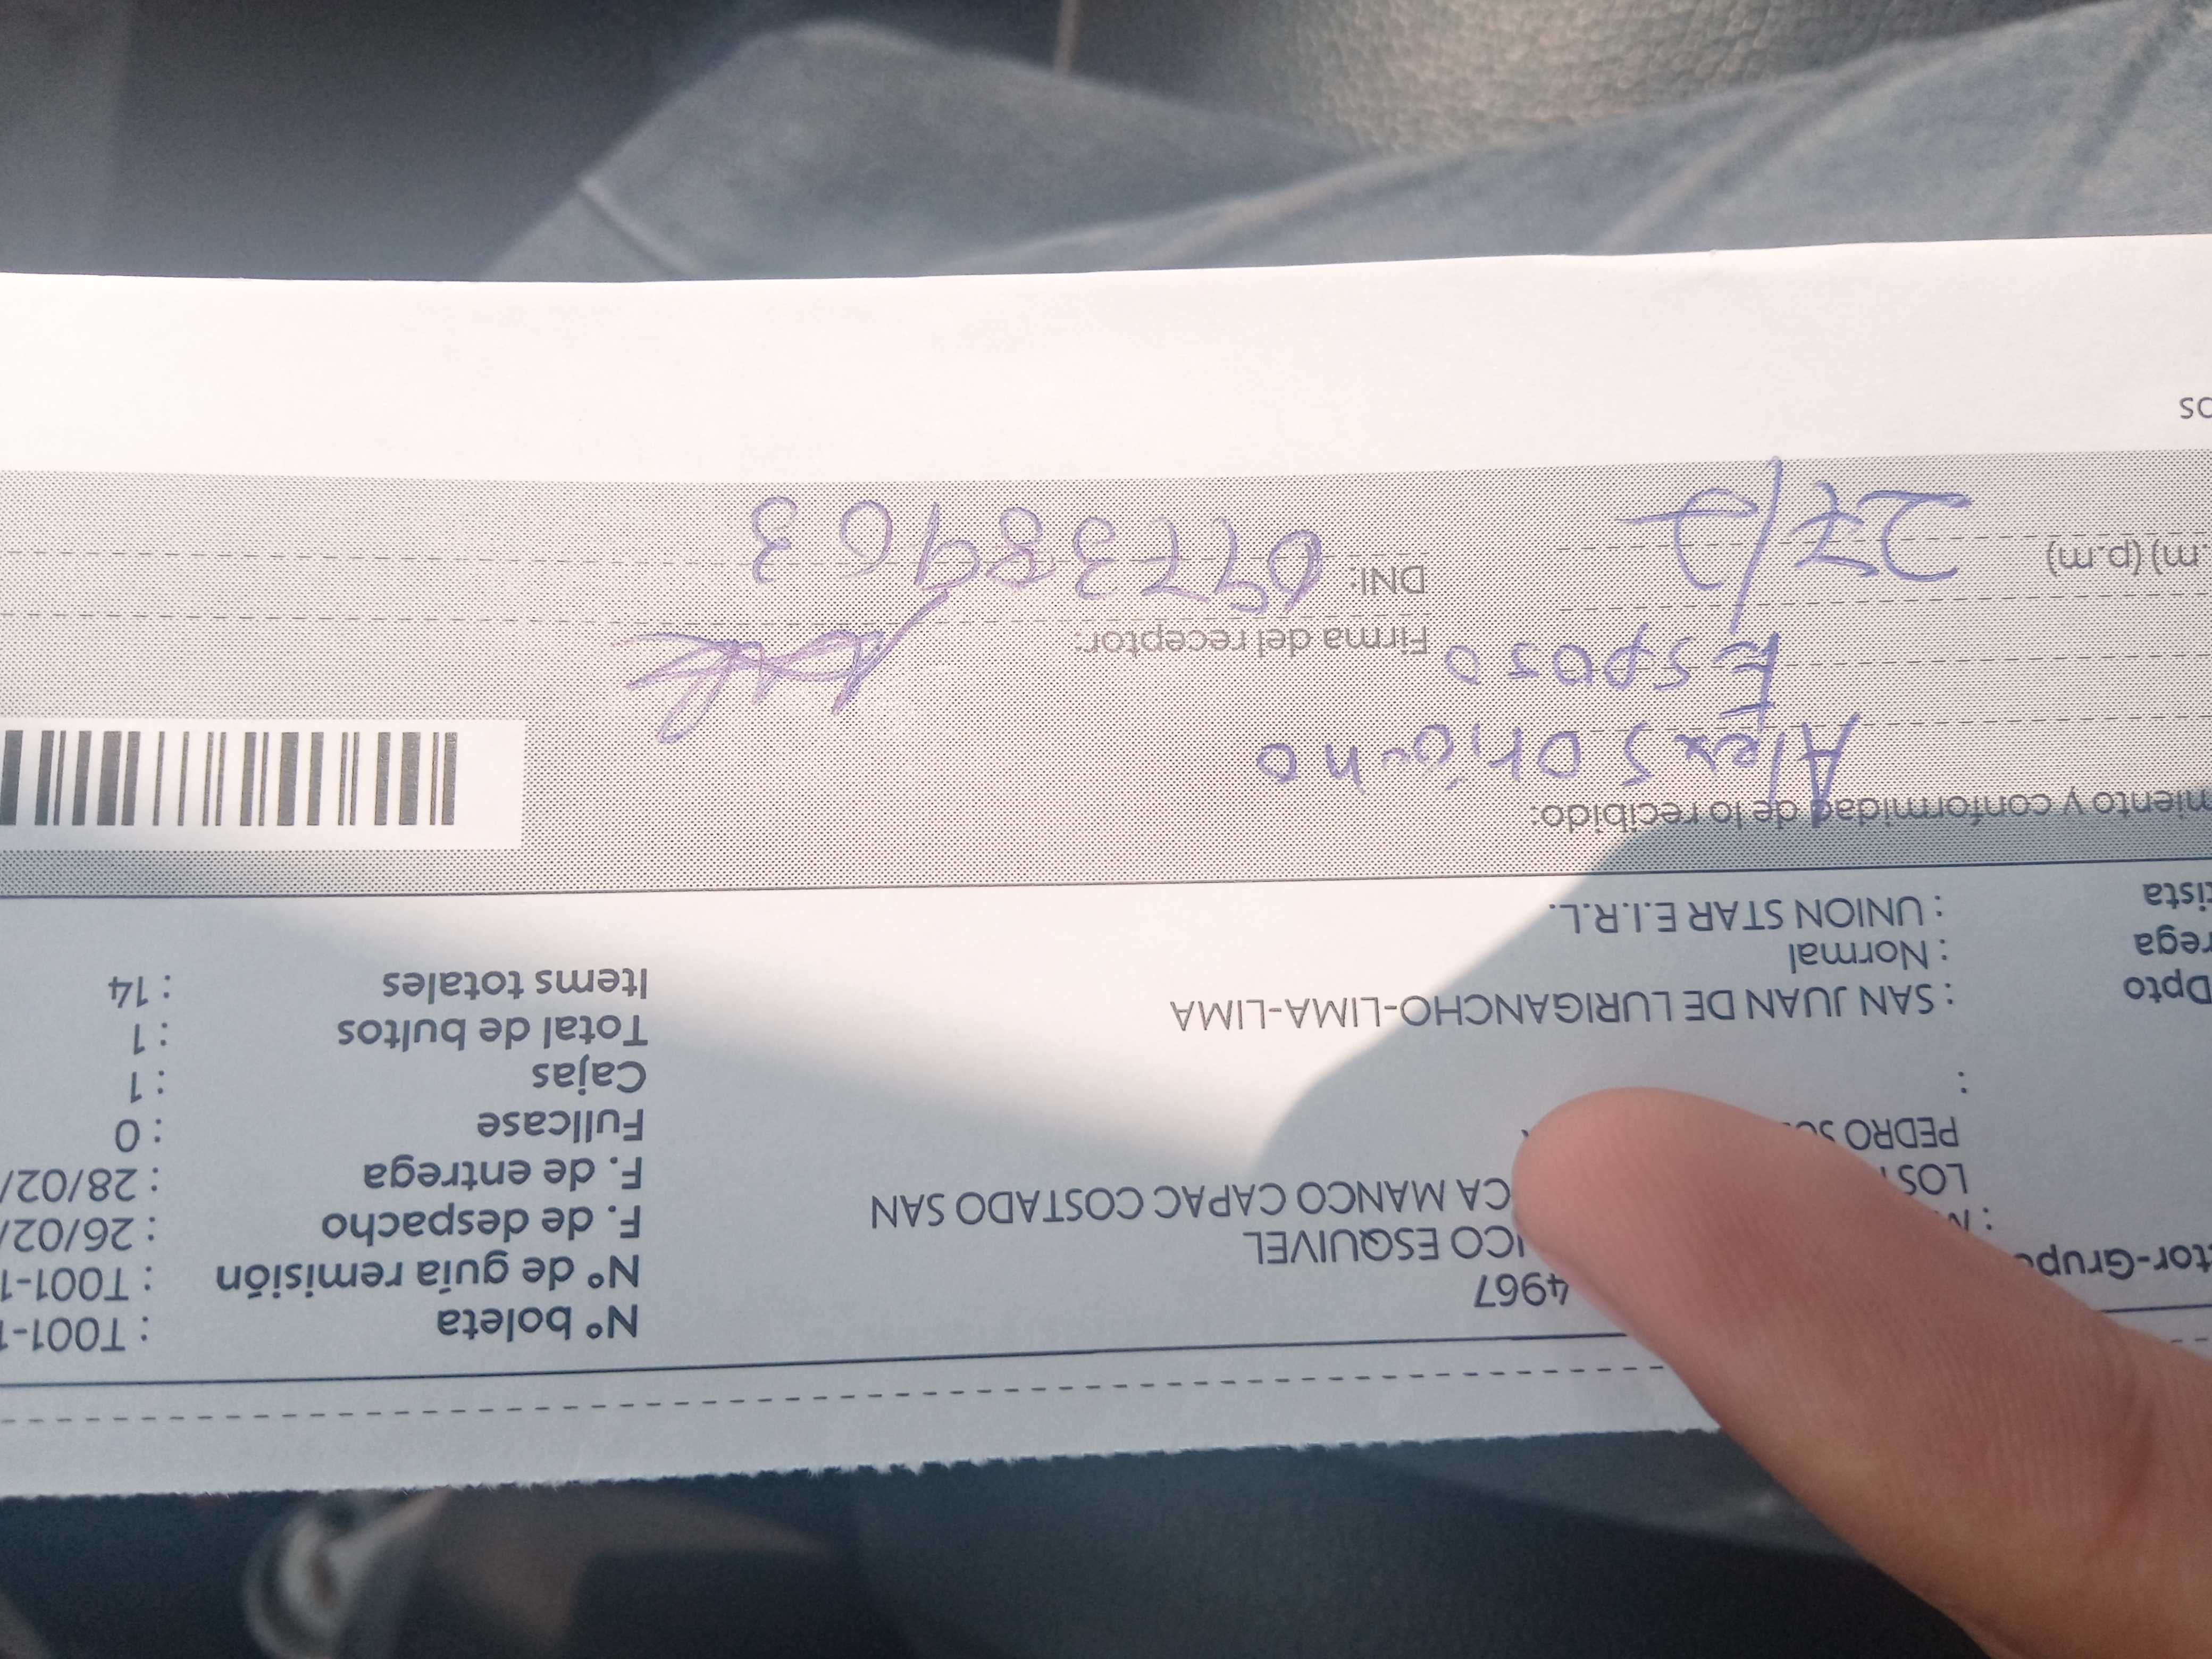 4967
tor-Grup
ICO ESQUIVEL
CA MANCO CAPAC COSTADO SAN
LOS
PEDRO
:
Dpto : SAN JUAN DE LURIGANCHO-LIMA-LIMA
rega : Normal
tista : UNION STAR E.I.R.L.
Nº boleta : T001-1
Nº de guía remisión : T001-1
F. de despacho : 26/02/
F. de entrega : 28/02/
Fullcase : 0
Cajas : 1
Total de bultos : 1
Items totales : 14
miento y conformidad de lo recibido:
Alex
Esposo
Firma del receptor:
.m) (p.m) 27/2
DNI:
os